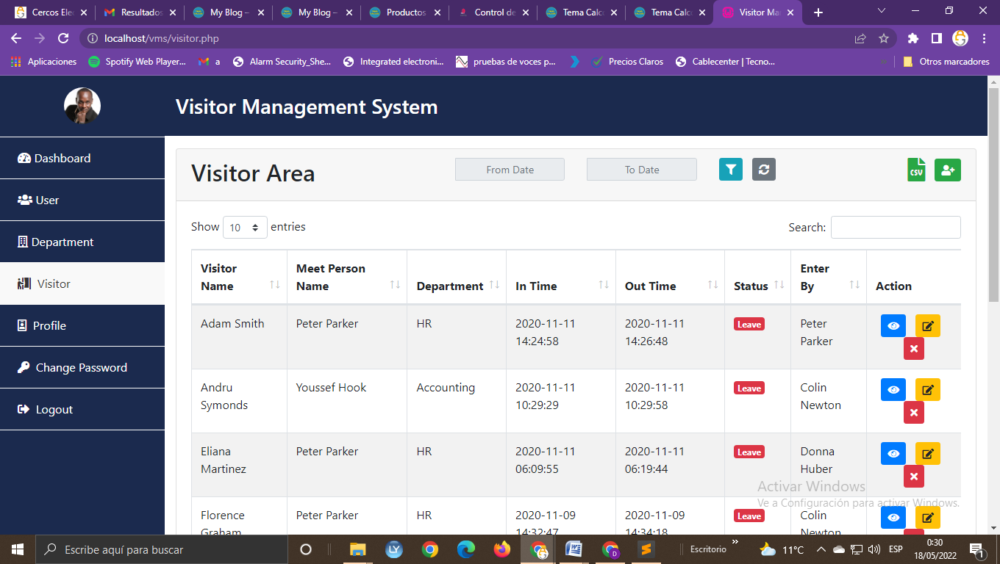 Cercos Ele
Resultados
My Blog –
My Blog –
Productos
Control de
Tema Calc
Tema Calc
Visitor Ma
localhost/vms/visitor.php
Aplicaciones
Spotify Web Player...
a
Alarm Security_She...
Integrated electroni...
pruebas de voces p...
Precios Claros
Cablecenter | Tecno...
»
Otros marcadores
Visitor Management System
Dashboard
User
Department
Visitor
Profile
Change Password
Logout
Visitor Area
From Date
To Date
CSV
Show 10 entries
Search:
Visitor Name
Meet Person Name
Department
In Time
Out Time
Status
Enter By
Action
Adam Smith
Peter Parker
HR
2020-11-11 14:24:58
2020-11-11 14:26:48
Leave
Peter Parker
Andru Symonds
Youssef Hook
Accounting
2020-11-11 10:29:29
2020-11-11 10:29:58
Leave
Colin Newton
Eliana Martinez
Peter Parker
HR
2020-11-11 06:09:55
2020-11-11 06:19:44
Leave
Donna Huber
Florence Graham
Peter Parker
HR
2020-11-09 14:32:47
2020-11-09 14:34:18
Leave
Colin Newton
Activar Windows
Ve a Configuración para activar Windows.
Escribe aquí para buscar
LY
W
D
Escritorio
»
11°C
ESP
0:30
18/05/2022
1